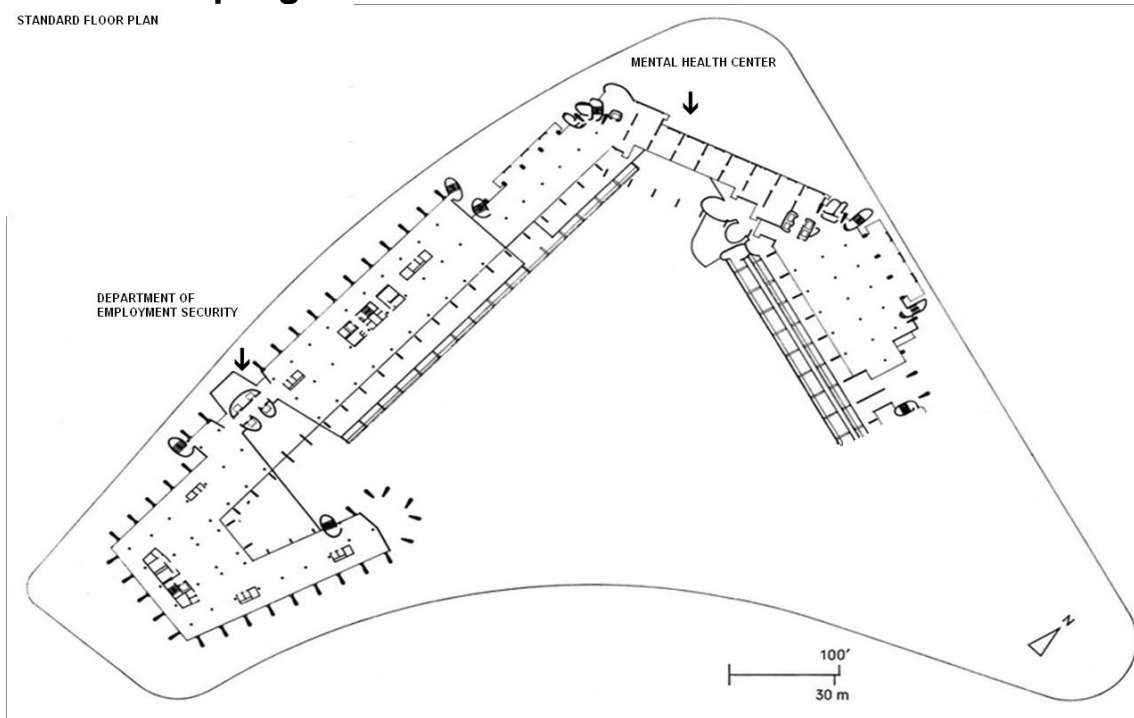 STANDARD FLOOR PLAN
MENTAL HEALTH CENTER
DEPARTMENT OF
EMPLOYMENT SECURITY
N
100'
30 m